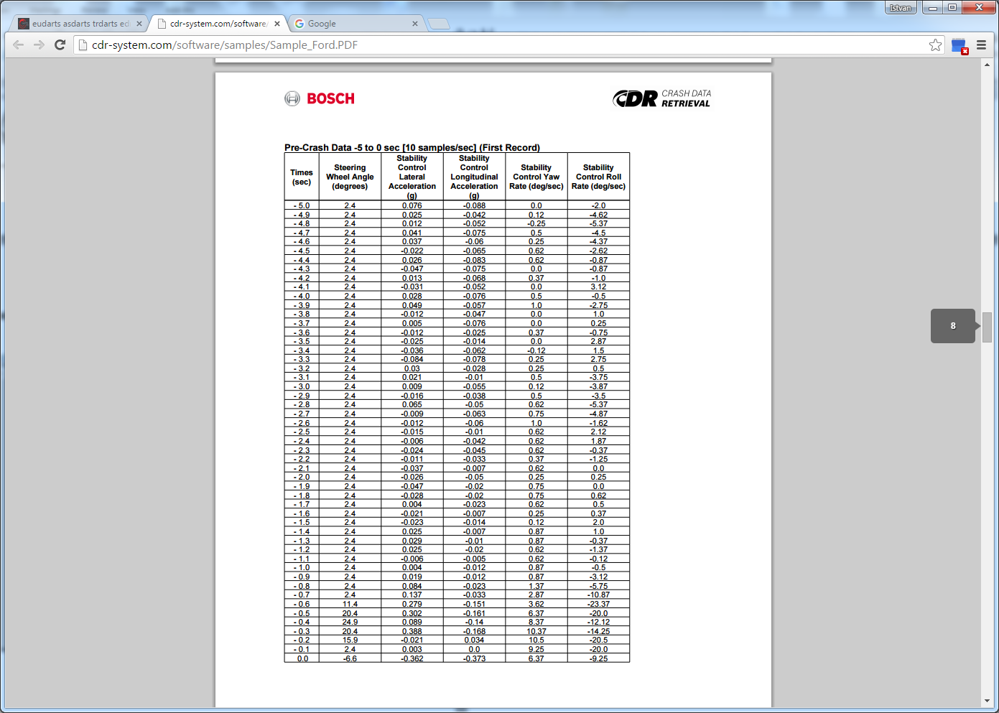 Istvan
eudarts asdarts trdarts ed
cdr-system.com/software/
Google
cdr-system.com/software/samples/Sample_Ford.PDF
BOSCH
CDR CRASH DATA
RETRIEVAL
Pre-Crash Data -5 to 0 sec [10 samples/sec] (First Record)
Times (sec) Steering Wheel Angle (degrees) Stability Control Lateral Acceleration (g) Stability Control Longitudinal Acceleration (g) Stability Control Yaw Rate (deg/sec) Stability Control Roll Rate (deg/sec)
- 5.0 2.4 0.076 -0.088 0.0 -2.0
- 4.9 2.4 0.025 -0.042 0.12 -4.62
- 4.8 2.4 0.012 -0.052 -0.25 -5.37
- 4.7 2.4 0.041 -0.075 0.5 -4.5
- 4.6 2.4 0.037 -0.06 0.25 -4.37
- 4.5 2.4 -0.022 -0.065 0.62 -2.62
- 4.4 2.4 0.026 -0.083 0.62 -0.87
- 4.3 2.4 -0.047 -0.075 0.0 -0.87
- 4.2 2.4 0.013 -0.068 0.37 -1.0
- 4.1 2.4 -0.031 -0.052 0.0 3.12
- 4.0 2.4 0.028 -0.076 0.5 -0.5
- 3.9 2.4 0.049 -0.057 1.0 -2.75
- 3.8 2.4 -0.012 -0.047 0.0 1.0
- 3.7 2.4 0.005 -0.076 0.0 0.25
- 3.6 2.4 -0.012 -0.025 0.37 -0.75
- 3.5 2.4 -0.025 -0.014 0.0 2.87
- 3.4 2.4 -0.036 -0.062 -0.12 1.5
- 3.3 2.4 -0.084 -0.078 0.25 2.75
- 3.2 2.4 0.03 -0.028 0.25 0.5
- 3.1 2.4 0.021 -0.01 0.5 -3.75
- 3.0 2.4 0.009 -0.055 0.12 -3.87
- 2.9 2.4 -0.016 -0.038 0.5 -3.5
- 2.8 2.4 0.065 -0.05 0.62 -5.37
- 2.7 2.4 -0.009 -0.063 0.75 -4.87
- 2.6 2.4 -0.012 -0.06 1.0 -1.62
- 2.5 2.4 -0.015 -0.01 0.62 2.12
- 2.4 2.4 -0.006 -0.042 0.62 1.87
- 2.3 2.4 -0.024 -0.045 0.62 -0.37
- 2.2 2.4 -0.011 -0.033 0.37 -1.25
- 2.1 2.4 -0.037 -0.007 0.62 0.0
- 2.0 2.4 -0.026 -0.05 0.25 0.25
- 1.9 2.4 -0.047 -0.02 0.75 0.0
- 1.8 2.4 -0.028 -0.02 0.75 0.62
- 1.7 2.4 0.004 -0.023 0.62 0.5
- 1.6 2.4 -0.021 -0.007 0.25 0.37
- 1.5 2.4 -0.023 -0.014 0.12 2.0
- 1.4 2.4 0.025 -0.007 0.87 1.0
- 1.3 2.4 0.029 -0.01 0.87 -0.37
- 1.2 2.4 0.025 -0.02 0.62 -1.37
- 1.1 2.4 -0.006 -0.005 0.62 -0.12
- 1.0 2.4 0.004 -0.012 0.87 -0.5
- 0.9 2.4 0.019 -0.012 0.87 -3.12
- 0.8 2.4 0.084 -0.023 1.37 -5.75
- 0.7 2.4 0.137 -0.033 2.87 -10.87
- 0.6 11.4 0.279 -0.151 3.62 -23.37
- 0.5 20.4 0.302 -0.161 6.37 -20.0
- 0.4 24.9 0.089 -0.14 8.37 -12.12
- 0.3 20.4 0.388 -0.168 10.37 -14.25
- 0.2 15.9 -0.021 0.034 10.5 -20.5
- 0.1 2.4 0.003 0.0 9.25 -20.0
0.0 -6.6 -0.362 -0.373 6.37 -9.25
8